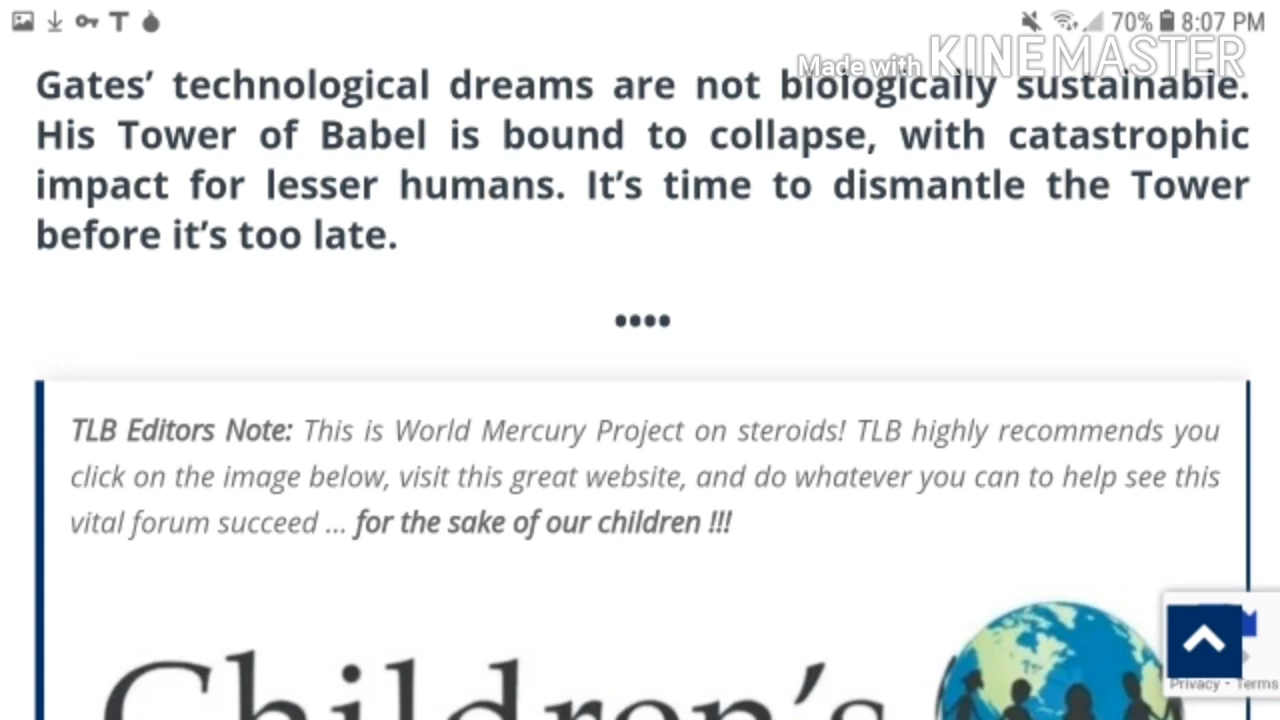 T 70% 8:07 PM
Made with KINEMASTER
Gates’ technological dreams are not biologically sustainable.
His Tower of Babel is bound to collapse, with catastrophic
impact for lesser humans. It’s time to dismantle the Tower
before it’s too late.
••••
TLB Editors Note: This is World Mercury Project on steroids! TLB highly recommends you
click on the image below, visit this great website, and do whatever you can to help see this
vital forum succeed ... for the sake of our children !!!
Children’s
Privacy - Terms